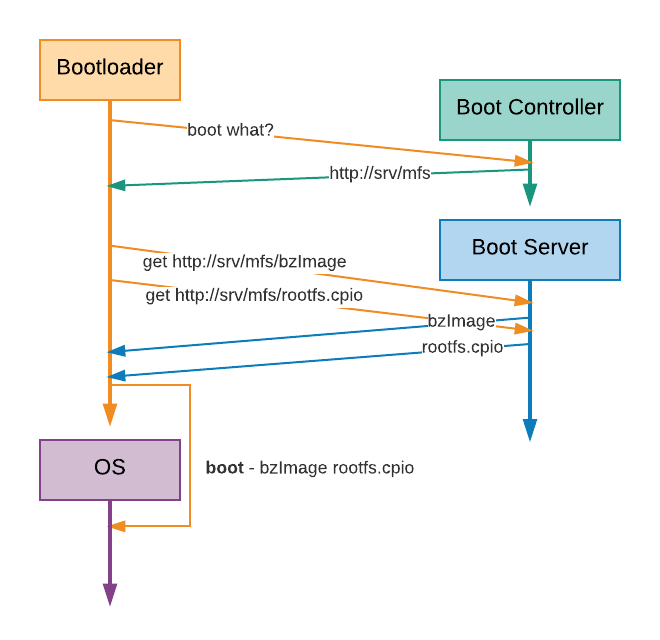 Bootloader
Boot Controller
boot what?
http://srv/mfs
Boot Server
get http://srv/mfs/bzImage
get http://srv/mfs/rootfs.cpio
bzImage
rootfs.cpio
OS
boot - bzImage rootfs.cpio